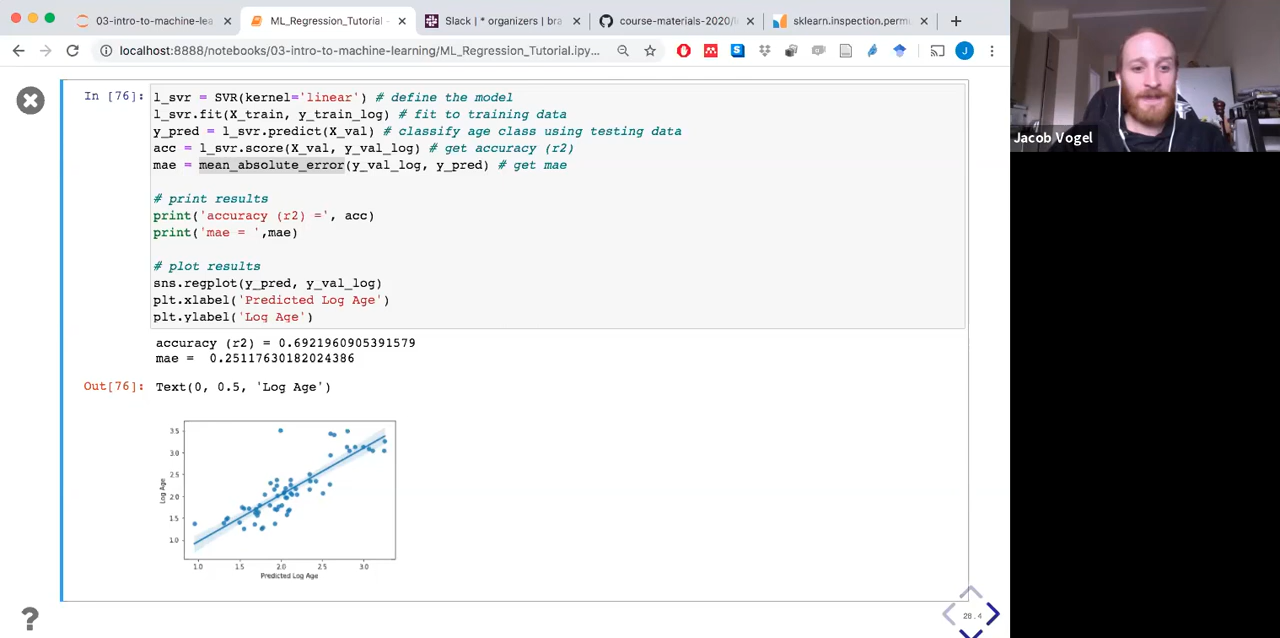 03-intro-to-machine-lea
ML_Regression_Tutorial -
Slack | * organizers | bra
course-materials-2020/
sklearn.inspection.perm
localhost:8888/notebooks/03-intro-to-machine-learning/ML_Regression_Tutorial.ipy...
J
Jacob Vogel
In [76]:
l_svr = SVR(kernel='linear') # define the model
l_svr.fit(X_train, y_train_log) # fit to training data
y_pred = l_svr.predict(X_val) # classify age class using testing data
acc = l_svr.score(X_val, y_val_log) # get accuracy (r2)
mae = mean_absolute_error(y_val_log, y_pred) # get mae
# print results
print('accuracy (r2) =', acc)
print('mae = ',mae)
# plot results
sns.regplot(y_pred, y_val_log)
plt.xlabel('Predicted Log Age')
plt.ylabel('Log Age')
accuracy (r2) = 0.6921960905391579
mae =  0.25117630182024386
Out[76]: Text(0, 0.5, 'Log Age')
3.5
3.0
2.5
2.0
1.5
1.0
Log Age
1.0 1.5 2.0 2.5 3.0
Predicted Log Age
28.4
?